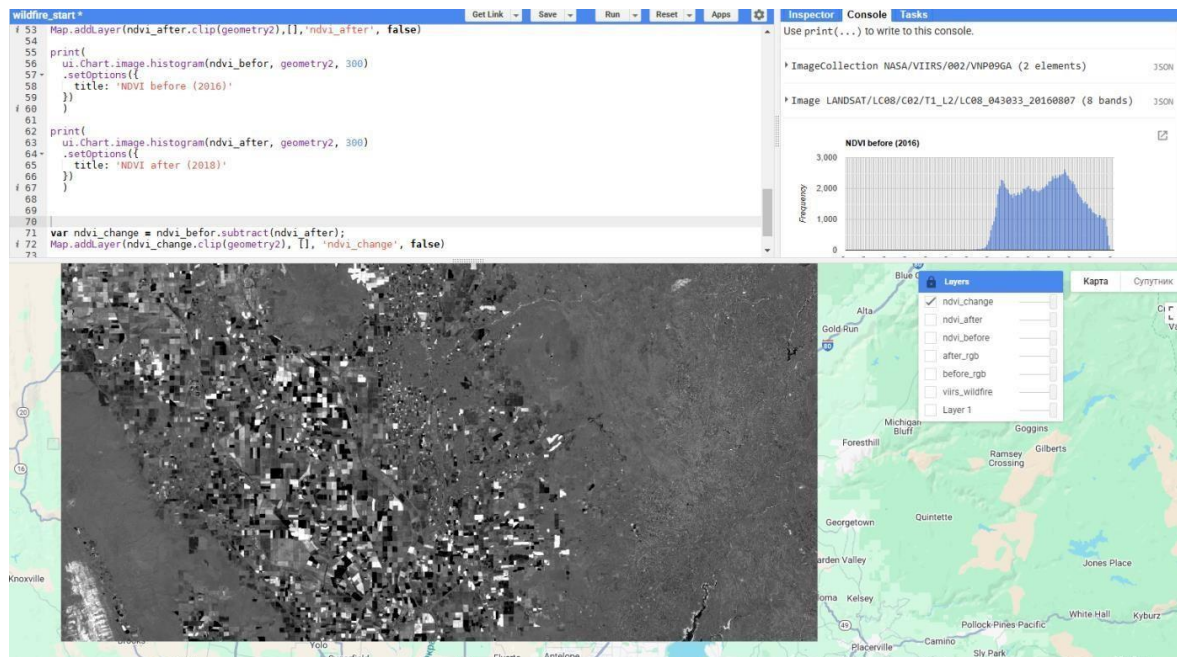 wildfire_start *
Get Link Save Run Reset Apps
i 53 Map.addLayer(ndvi_after.clip(geometry2),[],'ndvi_after', false)
54
55 print(
56 ui.Chart.image.histogram(ndvi_befor, geometry2, 300)
57 .setOptions({
58 title: 'NDVI before (2016)'
59 })
i 60 )
61
62 print(
63 ui.Chart.image.histogram(ndvi_after, geometry2, 300)
64 .setOptions({
65 title: 'NDVI after (2018)'
66 })
i 67 )
68
69
70
71 var ndvi_change = ndvi_befor.subtract(ndvi_after);
i 72 Map.addLayer(ndvi_change.clip(geometry2), [], 'ndvi_change', false)
73
Inspector Console Tasks
Use print(...) to write to this console.
ImageCollection NASA/VIIRS/002/VNP09GA (2 elements) JSON
Image LANDSAT/LC08/C02/T1_L2/LC08_043033_20160807 (8 bands) JSON
NDVI before (2016)
Frequency
3,000
2,000
1,000
0
Layers
ndvi_change
ndvi_after
ndvi_before
after_rgb
before_rgb
viirs_wildfire
Layer 1
Карта Супутник
Alta
Gold Run
80
Michigan
Bluff
Foresthill
Goggins
Ramsey
Crossing
Gilberts
Georgetown
Quintette
Jones Place
Kelsey
49
White Hall
Kyburz
Pollock Pines
Pacific
Camino
Placerville
Sly Park
20
16
Knoxville
Yolo